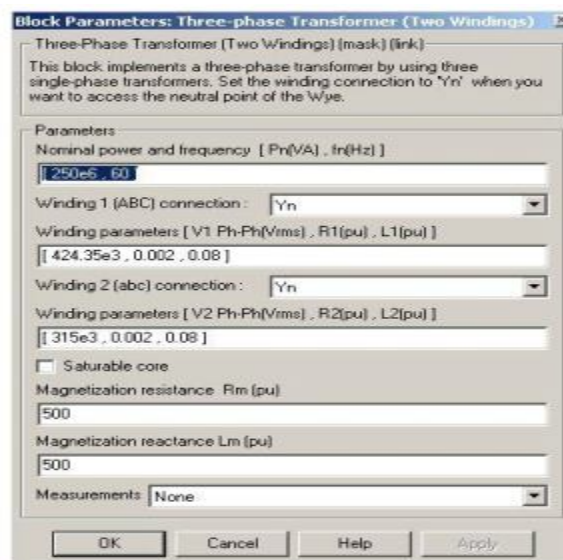 Block Parameters: Three-phase Transformer (Two Windings)
Three-Phase Transformer (Two Windings) (mask) (link)
This block implements a three-phase transformer by using three
single-phase transformers. Set the winding connection to 'Yn' when you
want to access the neutral point of the Wye.
Parameters
Nominal power and frequency [ Pn(VA) , fn(Hz) ]
[ 250e6 , 60 ]
Winding 1 (ABC) connection : Yn
Winding parameters [ V1 Ph-Ph(Vrms) , R1(pu) , L1(pu) ]
[ 424.35e3 , 0.002 , 0.08 ]
Winding 2 (abc) connection : Yn
Winding parameters [ V2 Ph-Ph(Vrms) , R2(pu) , L2(pu) ]
[ 315e3 , 0.002 , 0.08 ]
Saturable core
Magnetization resistance Rm (pu)
500
Magnetization reactance Lm (pu)
500
Measurements None
OK Cancel Help Apply